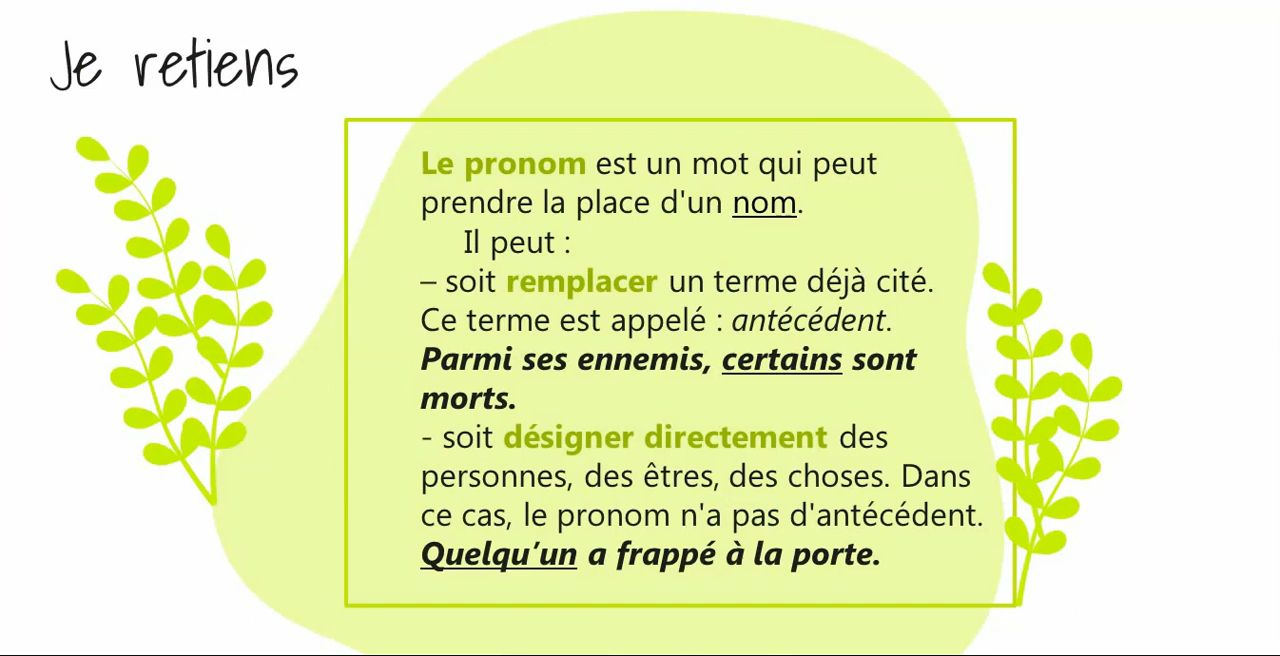 Je retiens
Le pronom est un mot qui peut
prendre la place d'un nom.
Il peut :
– soit remplacer un terme déjà cité.
Ce terme est appelé : antécédent.
Parmi ses ennemis, certains sont
morts.
- soit désigner directement des
personnes, des êtres, des choses. Dans
ce cas, le pronom n'a pas d'antécédent.
Quelqu’un a frappé à la porte.